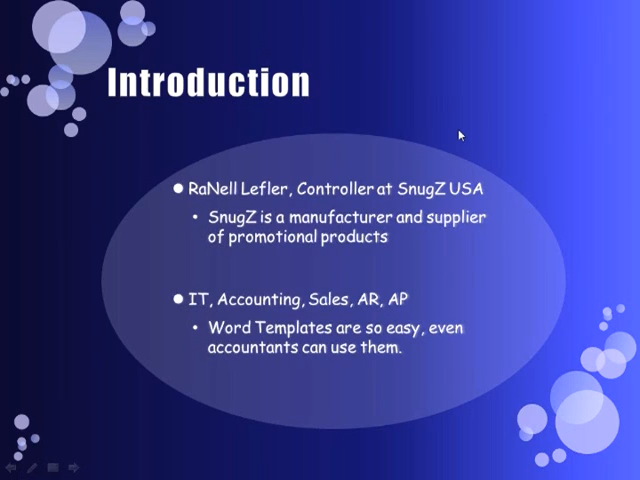 Introduction
RaNell Lefler, Controller at SnugZ USA
SnugZ is a manufacturer and supplier
of promotional products
IT, Accounting, Sales, AR, AP
Word Templates are so easy, even
accountants can use them.